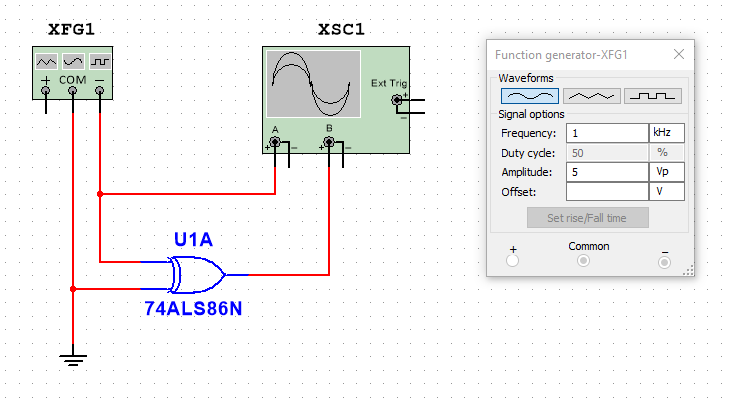 XFG1
COM
+ −
XSC1
Ext Trig
+
−
A B
+ − + −
U1A
74ALS86N
Function generator-XFG1
Waveforms
Signal options
Frequency: 1 kHz
Duty cycle: 50 %
Amplitude: 5 Vp
Offset: V
Set rise/Fall time
+ Common −